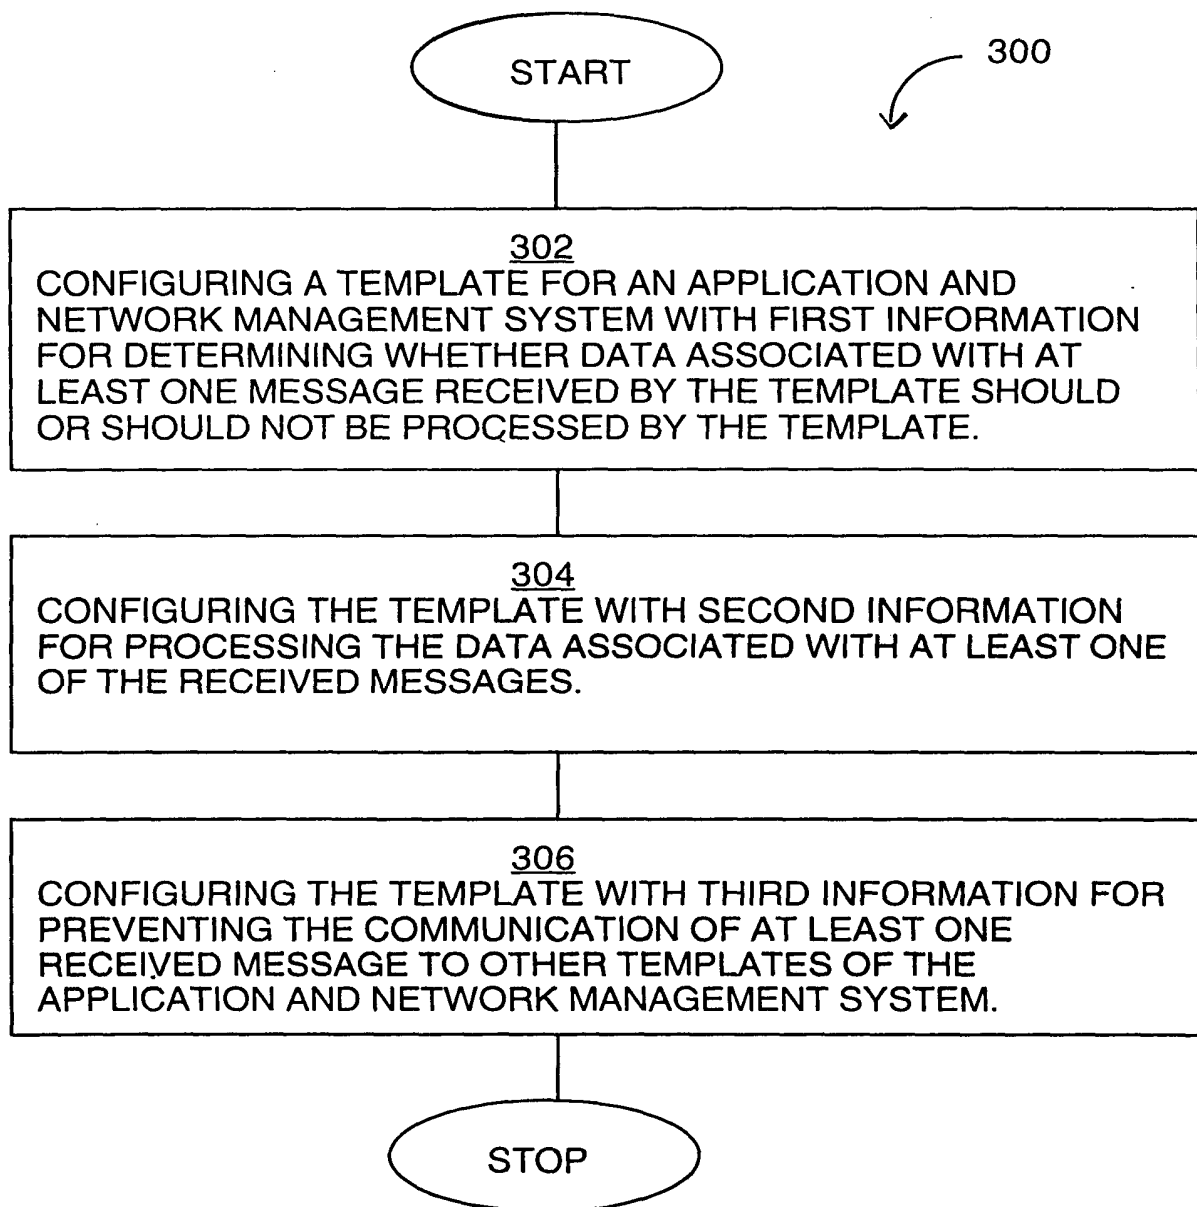 START
300
302
CONFIGURING A TEMPLATE FOR AN APPLICATION AND
NETWORK MANAGEMENT SYSTEM WITH FIRST INFORMATION
FOR DETERMINING WHETHER DATA ASSOCIATED WITH AT
LEAST ONE MESSAGE RECEIVED BY THE TEMPLATE SHOULD
OR SHOULD NOT BE PROCESSED BY THE TEMPLATE.
304
CONFIGURING THE TEMPLATE WITH SECOND INFORMATION
FOR PROCESSING THE DATA ASSOCIATED WITH AT LEAST ONE
OF THE RECEIVED MESSAGES.
306
CONFIGURING THE TEMPLATE WITH THIRD INFORMATION FOR
PREVENTING THE COMMUNICATION OF AT LEAST ONE
RECEIVED MESSAGE TO OTHER TEMPLATES OF THE
APPLICATION AND NETWORK MANAGEMENT SYSTEM.
STOP